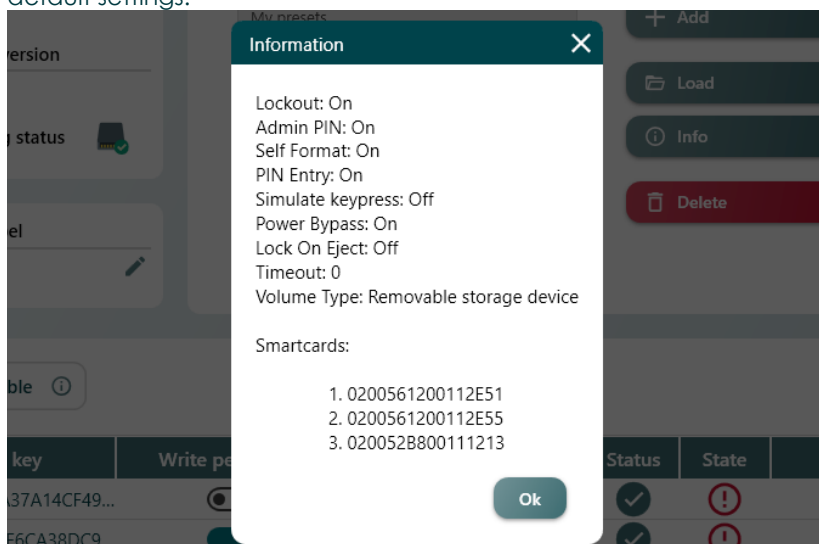 default settings.
My presets
Add
Information
ersion
Load
Lockout: On
Admin PIN: On
status
Info
Self Format: On
PIN Entry: On
Simulate keypress: Off
Delete
Power Bypass: On
el
Lock On Eject: Off
Timeout: 0
Volume Type: Removable storage device
Smartcards:
ble
1. 0200561200112E51
2. 0200561200112E55
3. 020052B800111213
key
Write pe
Status
State
37A14CF49...
Ok